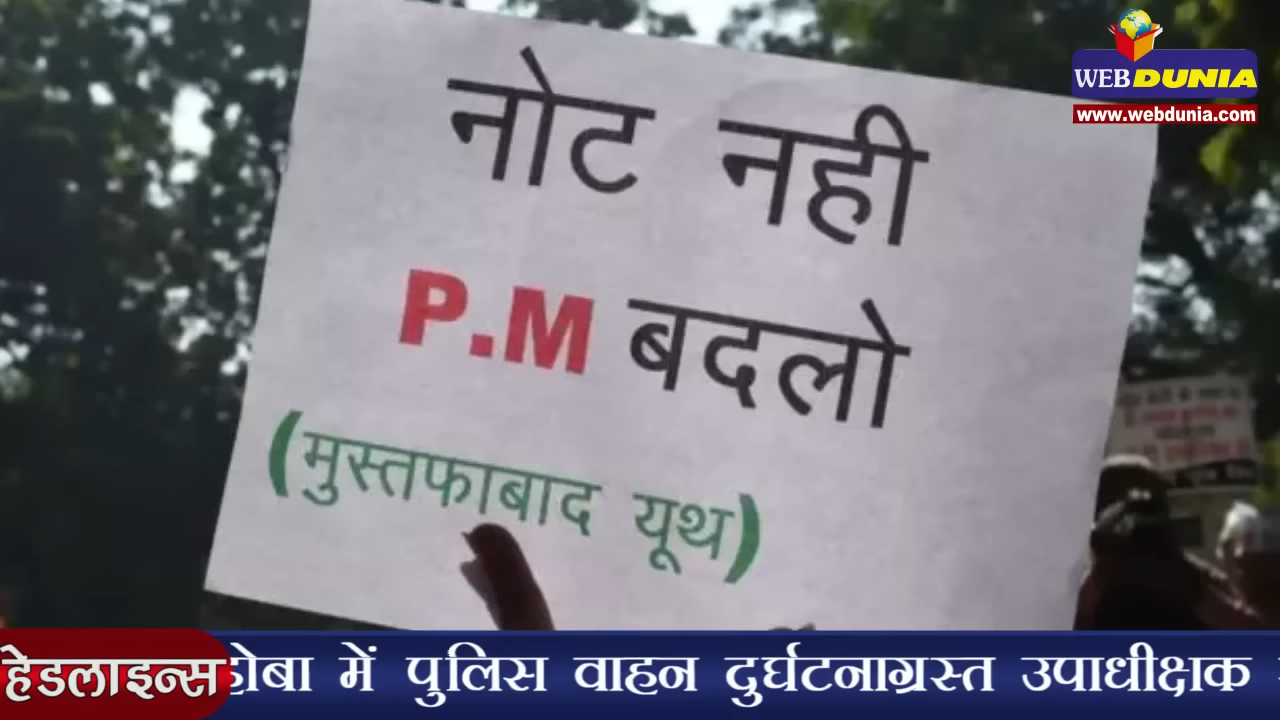 WEBDUNIA
www.webdunia.com
नोट नही
P.M बदलो
(मुस्तफाबाद यूथ)
हेडलाइन्स
में पुलिस वाहन दुर्घटनाग्रस्त उपाधीक्षक